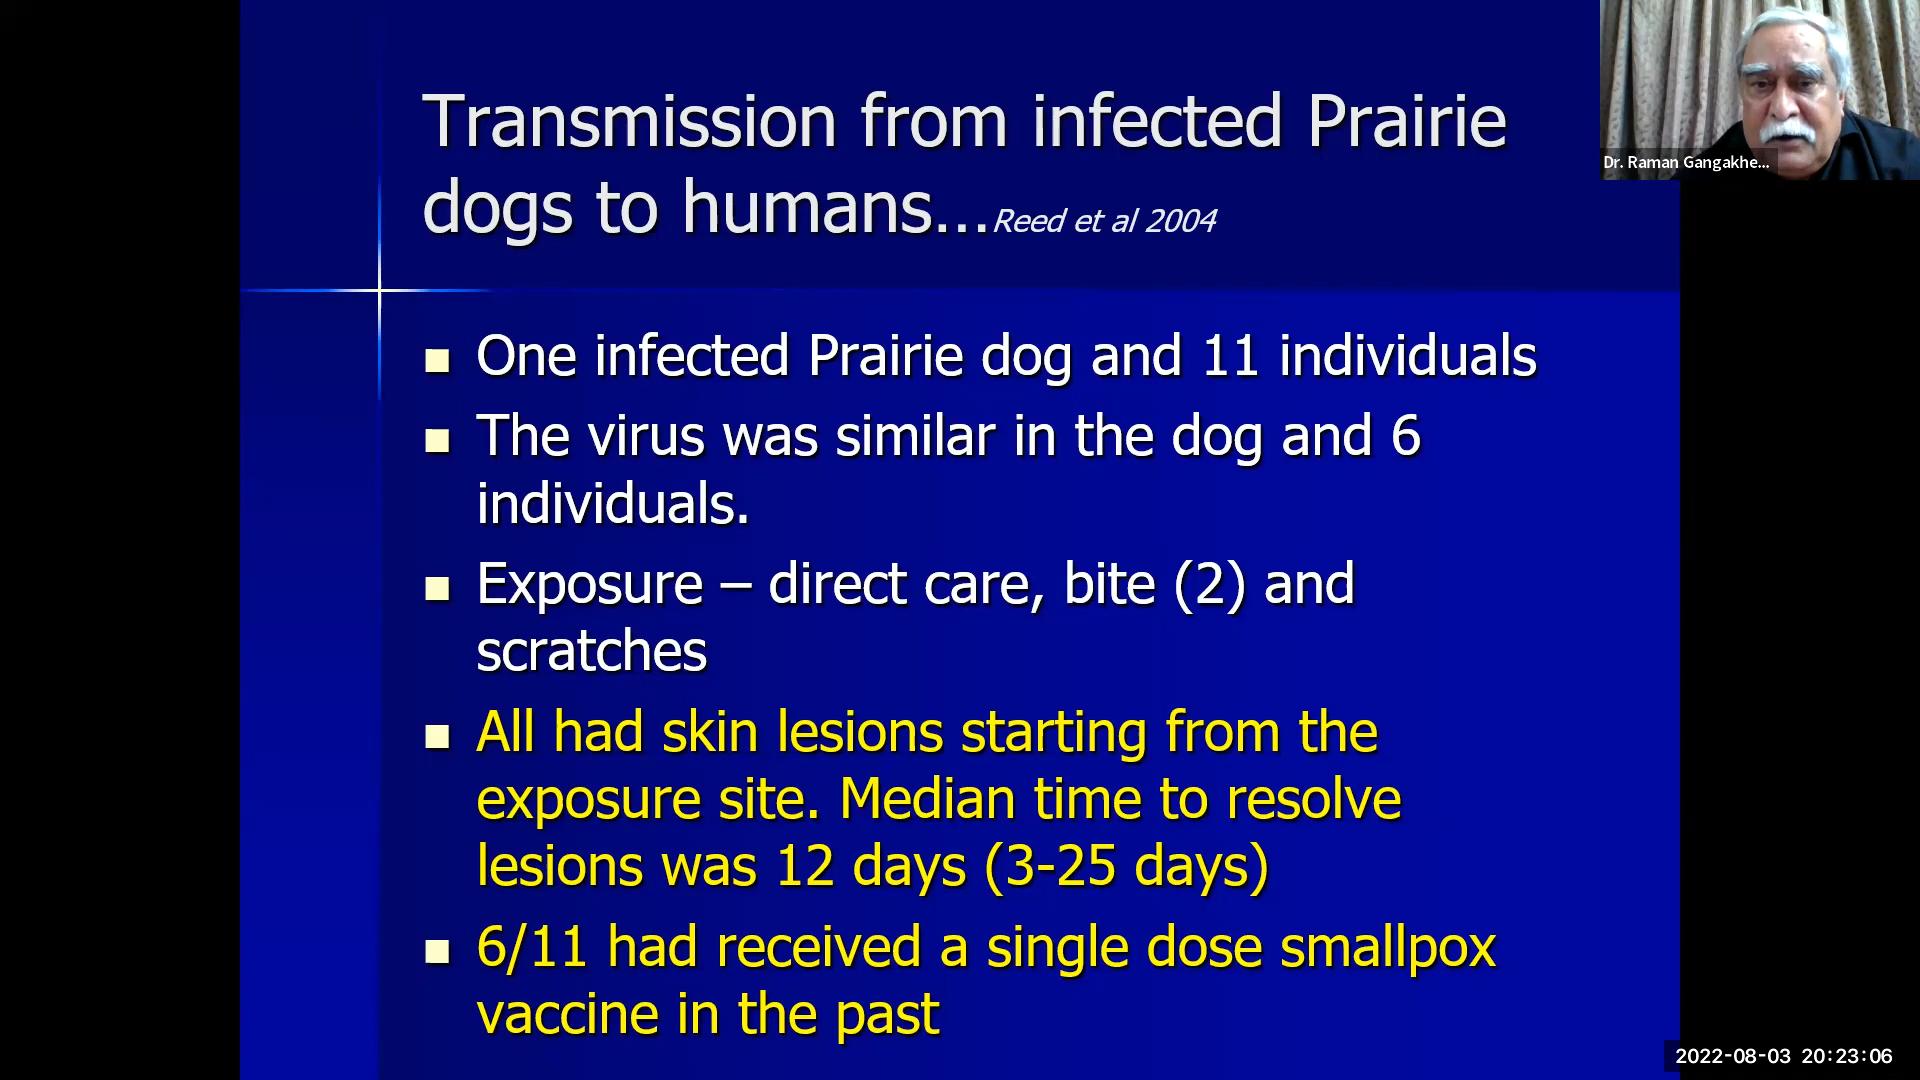 Transmission from infected Prairie
dogs to humans...Reed et al 2004
Dr. Raman Gangakhe...
One infected Prairie dog and 11 individuals
The virus was similar in the dog and 6
individuals.
Exposure – direct care, bite (2) and
scratches
All had skin lesions starting from the
exposure site. Median time to resolve
lesions was 12 days (3-25 days)
6/11 had received a single dose smallpox
vaccine in the past
2022-08-03 20:23:06